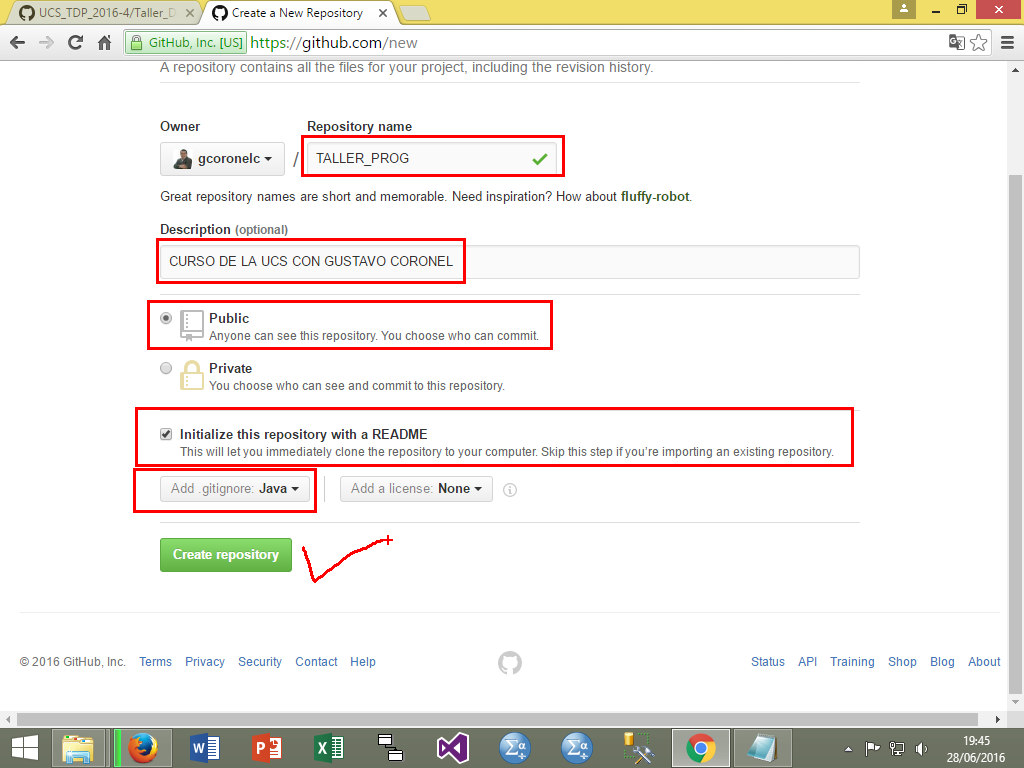 UCS_TDP_2016-4/Taller_D
Create a New Repository
GitHub, Inc. [US]
https://github.com/new
A repository contains all the files for your project, including the revision history.
Owner
Repository name
gcoronelc
/
TALLER_PROG
Great repository names are short and memorable. Need inspiration? How about fluffy-robot.
Description (optional)
CURSO DE LA UCS CON GUSTAVO CORONEL
Public
Anyone can see this repository. You choose who can commit.
Private
You choose who can see and commit to this repository.
Initialize this repository with a README
This will let you immediately clone the repository to your computer. Skip this step if you're importing an existing repository.
Add .gitignore: Java
Add a license: None
Create repository
© 2016 GitHub, Inc. Terms Privacy Security Contact Help
Status API Training Shop Blog About
19:45
28/06/2016